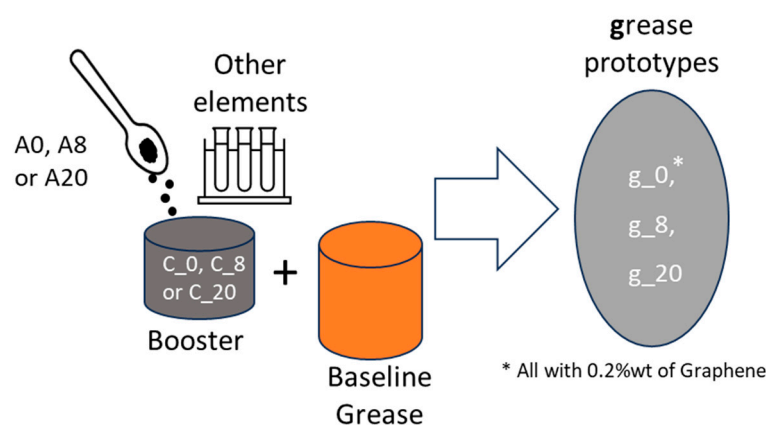 grease
prototypes
Other
elements
A0, A8
or A20
g_0,*
g_8,
g_20
C_0, C_8
or C_20
+
Booster
Baseline
Grease
* All with 0.2%wt of Graphene